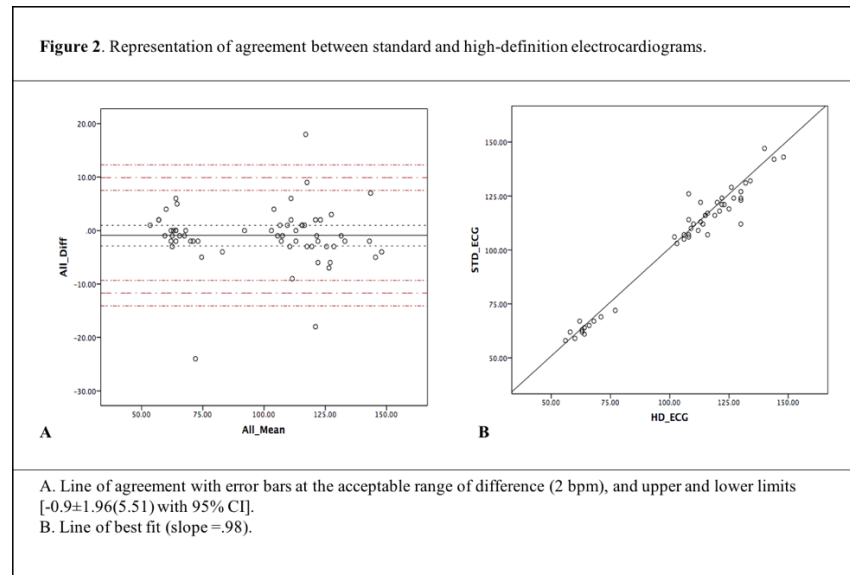 Figure 2. Representation of agreement between standard and high-definition electrocardiograms.
20.00
10.00
.00
-10.00
-20.00
-30.00
All_Diff
50.00
75.00
100.00
125.00
150.00
All_Mean
A
150.00
125.00
100.00
75.00
50.00
STD_ECG
50.00
75.00
100.00
125.00
150.00
HD_ECG
B
A. Line of agreement with error bars at the acceptable range of difference (2 bpm), and upper and lower limits
[-0.9±1.96(5.51) with 95% CI].
B. Line of best fit (slope =.98).